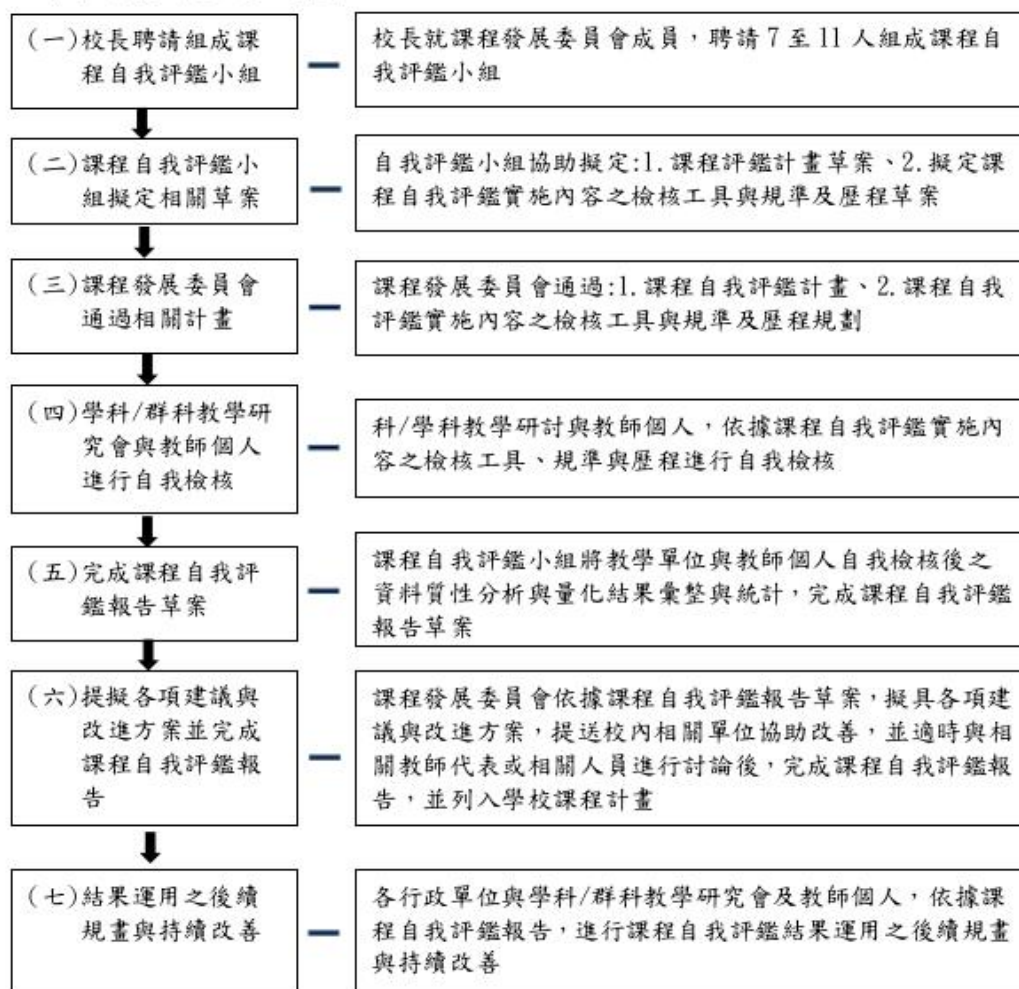 (一)校長聘請組成課
程自我評鑑小組
校長就課程發展委員會成員，聘請 7 至 11 人組成課程自
我評鑑小組
(二)課程自我評鑑小
組擬定相關草案
自我評鑑小組協助擬定:1.課程評鑑計畫草案、2.擬定課
程自我評鑑實施內容之檢核工具與規準及歷程草案
(三)課程發展委員會
通過相關計畫
課程發展委員會通過:1.課程自我評鑑計畫、2.課程自我
評鑑實施內容之檢核工具與規準及歷程規劃
(四)學科/群科教學研
究會與教師個人
進行自我檢核
科/學科教學研討與教師個人，依據課程自我評鑑實施內
容之檢核工具、規準與歷程進行自我檢核
(五)完成課程自我評
鑑報告草案
課程自我評鑑小組將教學單位與教師個人自我檢核後之
資料質性分析與量化結果彙整與統計，完成課程自我評鑑
報告草案
(六)提擬各項建議與
改進方案並完成
課程自我評鑑報
告
課程發展委員會依據課程自我評鑑報告草案，擬具各項建
議與改進方案，提送校內相關單位協助改善，並適時與相
關教師代表或相關人員進行討論後，完成課程自我評鑑報
告，並列入學校課程計畫
(七)結果運用之後續
規畫與持續改善
各行政單位與學科/群科教學研究會及教師個人，依據課
程自我評鑑報告，進行課程自我評鑑結果運用之後續規畫
與持續改善